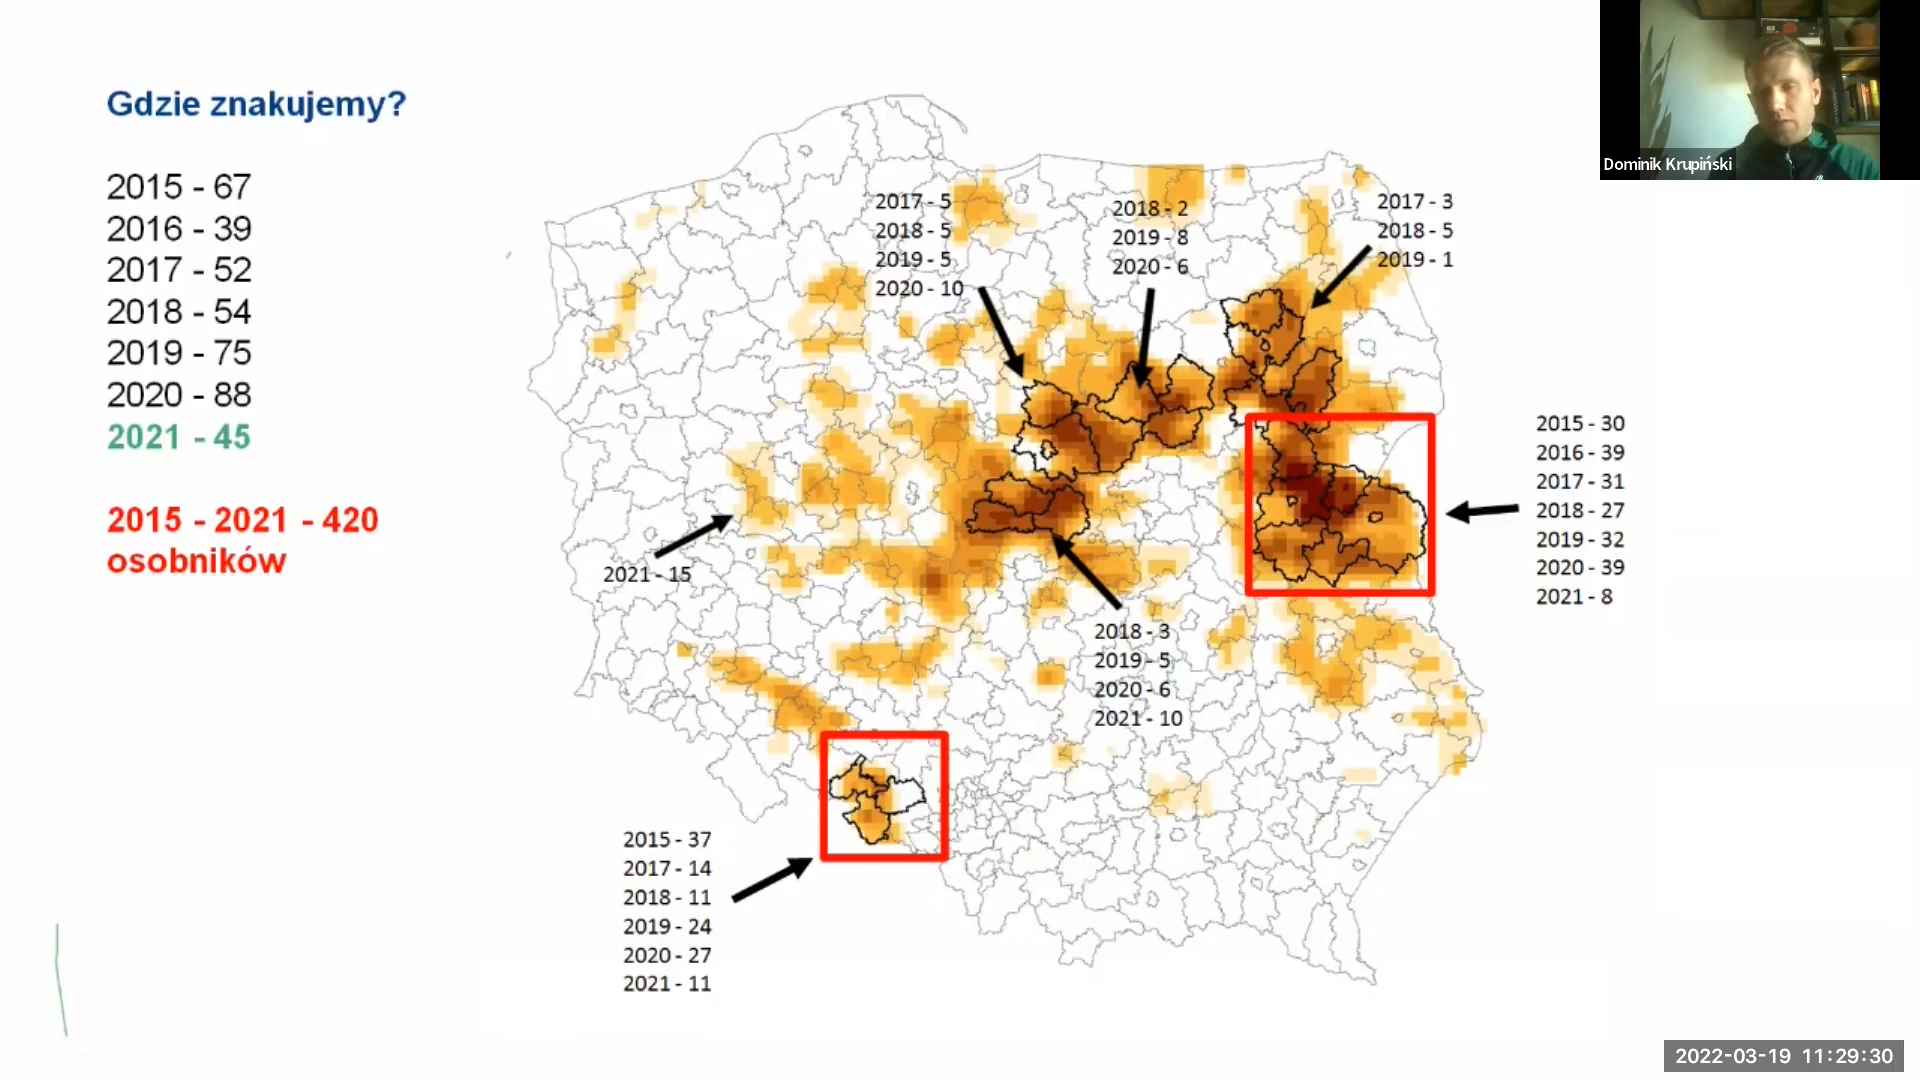 Gdzie znakujemy?
2015 - 67
2016 - 39
2017 - 52
2018 - 54
2019 - 75
2020 - 88
2021 - 45
2015 - 2021 - 420
osobników
2017 - 5
2018 - 5
2019 - 5
2020 - 10
2018 - 2
2019 - 8
2020 - 6
2017 - 3
2018 - 5
2019 - 1
2015 - 30
2016 - 39
2017 - 31
2018 - 27
2019 - 32
2020 - 39
2021 - 8
2021 - 15
2018 - 3
2019 - 5
2020 - 6
2021 - 10
2015 - 37
2017 - 14
2018 - 11
2019 - 24
2020 - 27
2021 - 11
Dominik Krupiński
2022-03-19 11:29:30